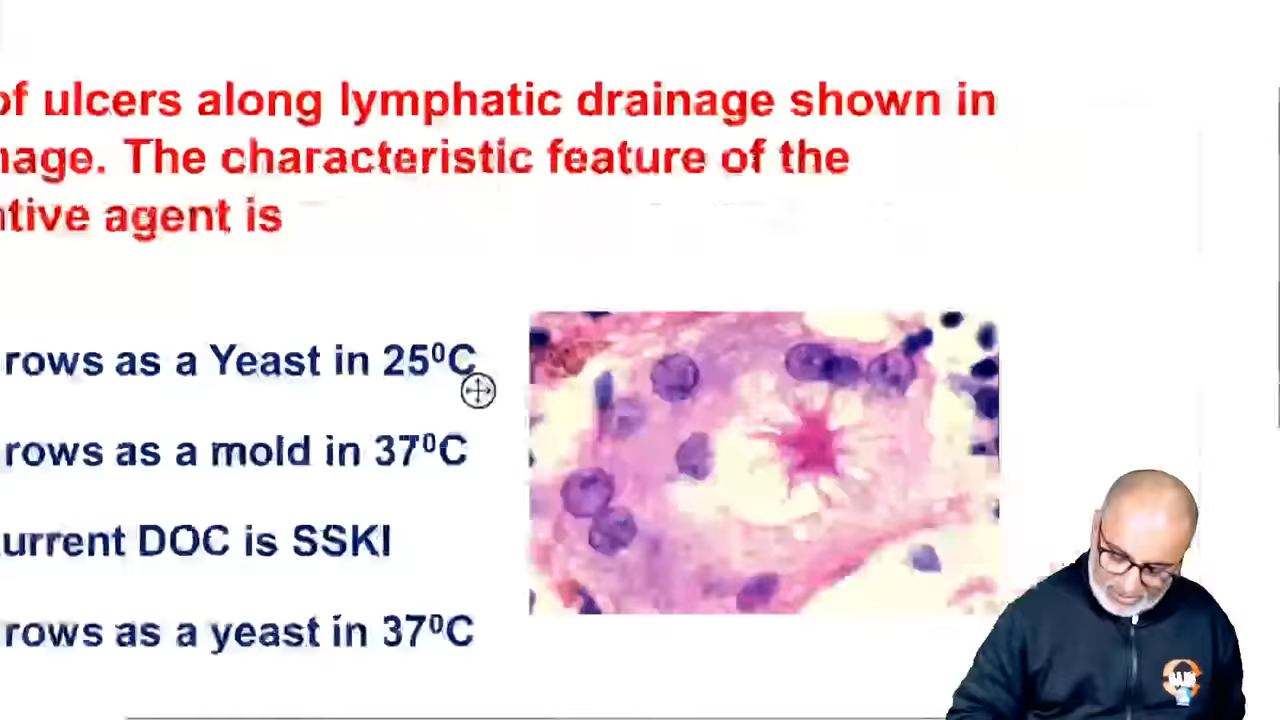 of ulcers along lymphatic drainage shown in
nage. The characteristic feature of the
tive agent is
rows as a Yeast in 25⁰C
rows as a mold in 37⁰C
urrent DOC is SSKI
rows as a yeast in 37⁰C